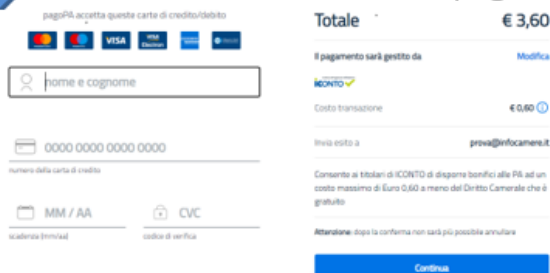 pagoPA accetta queste carte di credito/debito
VISA
VISA
Electron
nome e cognome
0000 0000 0000 0000
numero della carta di credito
MM / AA
CVC
scadenza (mm/aa)
codice di verifica
Totale
€ 3,60
Il pagamento sarà gestito da
Modifica
ICONTO
Costo transazione
€ 0,60
Invia esito a
prova@infocamere.it
Consente ai titolari di ICONTO di disporre bonifici alle PA ad un
costo massimo di Euro 0,60 a meno del Diritto Camerale che è
gratuito
Attenzione: dopo la conferma non sarà più possibile annullare
Continua